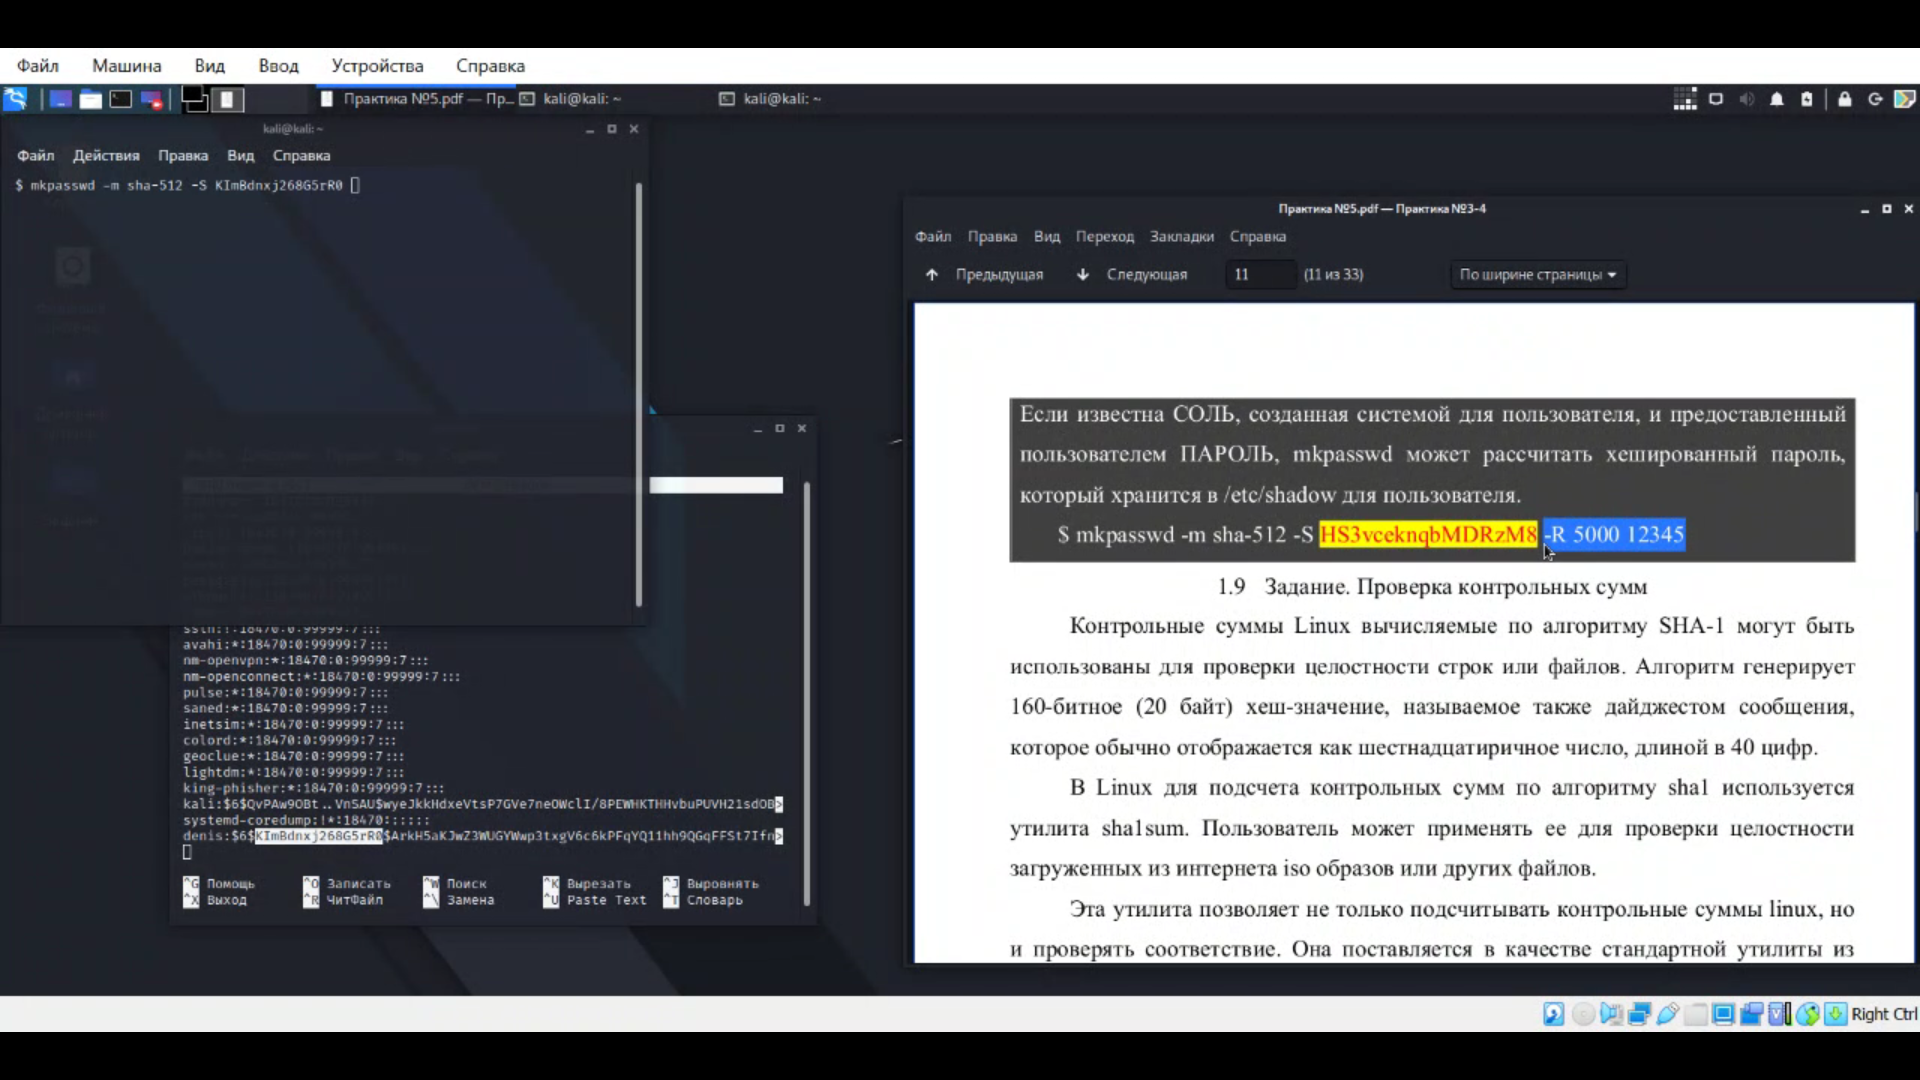 Файл Машина Вид Ввод Устройства Справка
Практика №5.pdf — Пр... kali@kali: ~ kali@kali: ~
kali@kali: ~
Файл Действия Правка Вид Справка
$ mkpasswd -m sha-512 -S KImBdnxj268G5rR0
avahi:*:18470:0:99999:7:::
nm-openvpn:*:18470:0:99999:7:::
nm-openconnect:*:18470:0:99999:7:::
pulse:*:18470:0:99999:7:::
saned:*:18470:0:99999:7:::
inetsim:*:18470:0:99999:7:::
colord:*:18470:0:99999:7:::
geoclue:*:18470:0:99999:7:::
lightdm:*:18470:0:99999:7:::
king-phisher:*:18470:0:99999:7:::
kali:$6$QvPAw9OBt..VnSAU$wyeJkkHdxeVtsP7GVe7neOWclI/8PEWHKTHHvbuPUVH21sdOB>
systemd-coredump:!*:18470::::::
denis:$6$KImBdnxj268G5rR0$ArkH5aKJwZ3WUGYWwp3txgV6c6kPFqYQ11hh9QGqFFSt7Ifn>
^G Помощь ^O Записать ^W Поиск ^K Вырезать ^J Выровнять
^X Выход ^R ЧитФайл ^\ Замена ^U Paste Text ^T Словарь
Практика №5.pdf — Практика №3-4
Файл Правка Вид Переход Закладки Справка
Предыдущая Следующая 11 (11 из 33) По ширине страницы
Если известна СОЛЬ, созданная системой для пользователя, и предоставленный
пользователем ПАРОЛЬ, mkpasswd может рассчитать хешированный пароль,
который хранится в /etc/shadow для пользователя.
$ mkpasswd -m sha-512 -S HS3vceknqbMDRzM8 -R 5000 12345
1.9 Задание. Проверка контрольных сумм
Контрольные суммы Linux вычисляемые по алгоритму SHA-1 могут быть
использованы для проверки целостности строк или файлов. Алгоритм генерирует
160-битное (20 байт) хеш-значение, называемое также дайджестом сообщения,
которое обычно отображается как шестнадцатиричное число, длиной в 40 цифр.
В Linux для подсчета контрольных сумм по алгоритму sha1 используется
утилита sha1sum. Пользователь может применять ее для проверки целостности
загруженных из интернета iso образов или других файлов.
Эта утилита позволяет не только подсчитывать контрольные суммы linux, но
и проверять соответствие. Она поставляется в качестве стандартной утилиты из
Right Ctrl